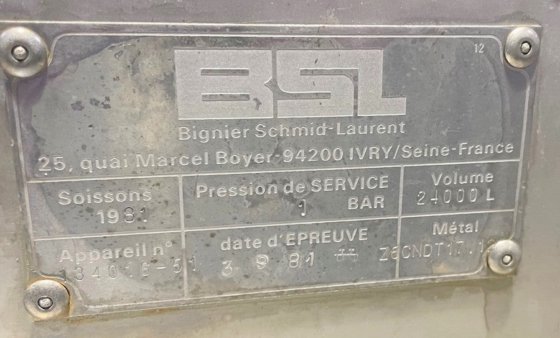 12
BSL
Bignier Schmid-Laurent
25, quai Marcel Boyer-94200 IVRY/Seine-France
Soissons 1981 Pression de SERVICE 1 BAR Volume 24000 L
Appareil n° date d'EPREUVE 3 9 81 Métal